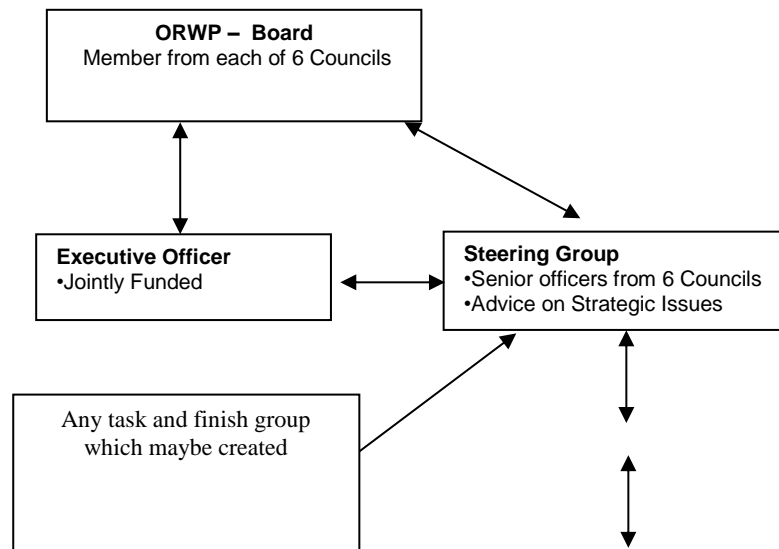 ORWP – Board
Member from each of 6 Councils
Executive Officer
•Jointly Funded
Steering Group
•Senior officers from 6 Councils
•Advice on Strategic Issues
Any task and finish group
which maybe created